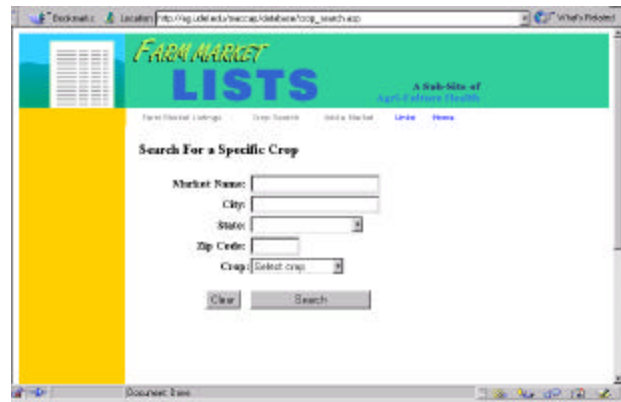 Bookmarks Location: http://ag.udel.edu/meccap/database/crop_search.asp What's Related
FARM MARKET
LISTS
A Sub-Site of
Agri-Culture Health
Farm Market Listings Crop Search Add a Market Links Home
Search For a Specific Crop
Market Name:
City:
State:
Zip Code:
Crop: Select crop
Clear Search
Document: Done